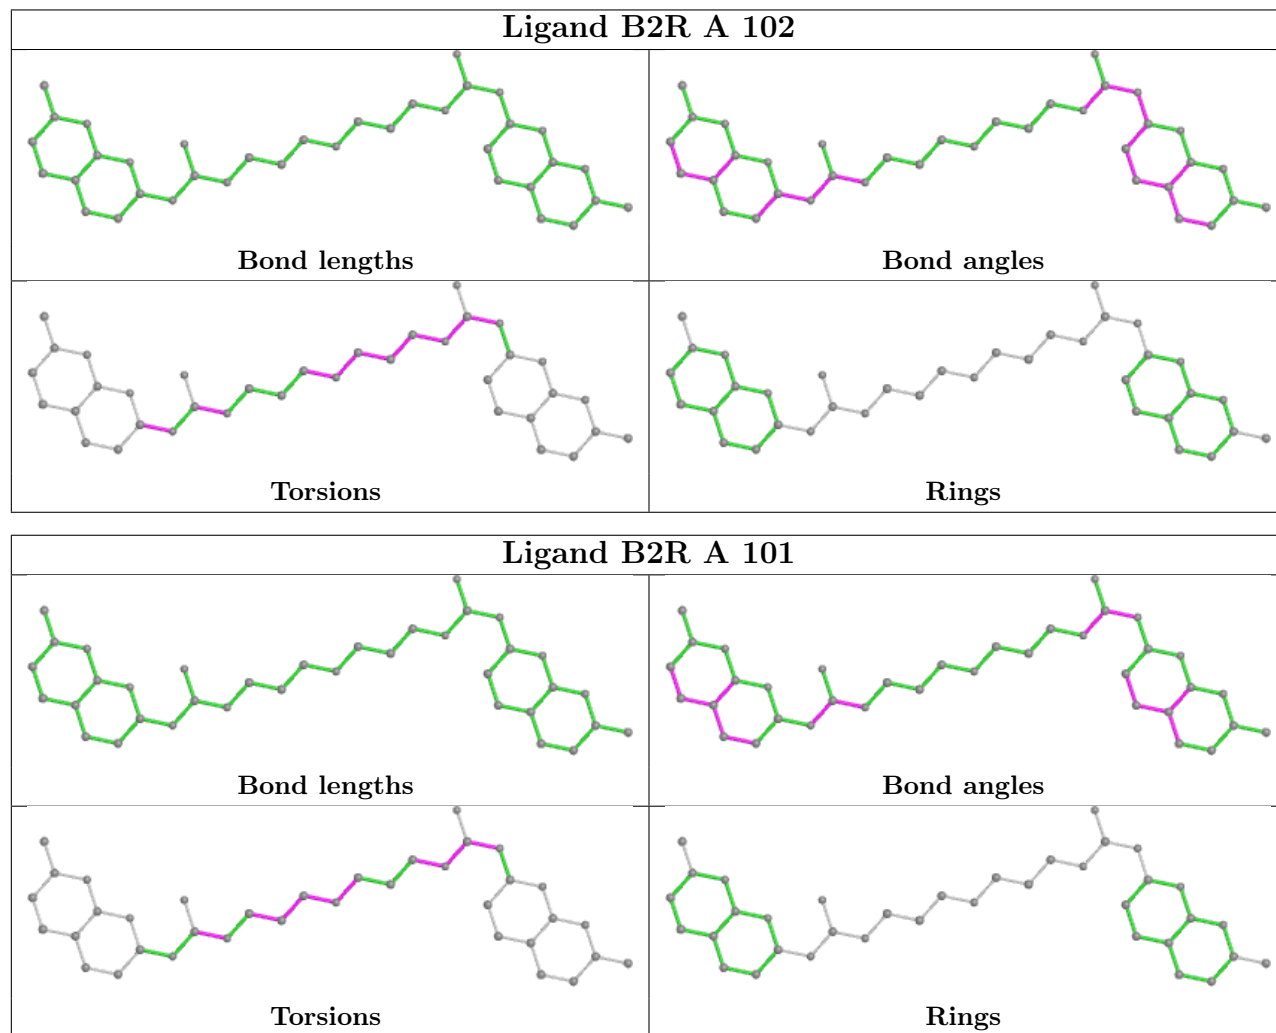 Ligand B2R A 102
Bond lengths
Bond angles
Torsions
Rings
Ligand B2R A 101
Bond lengths
Bond angles
Torsions
Rings